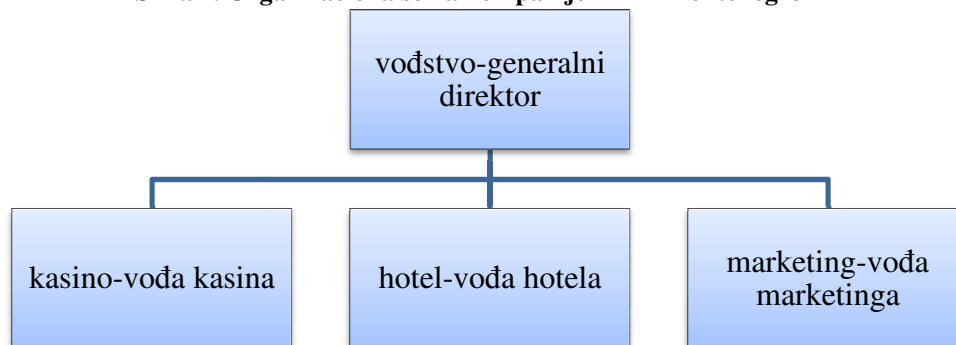 vođstvo-generalni
direktor
kasino-vođa kasina
hotel-vođa hotela
marketing-vođa
marketinga